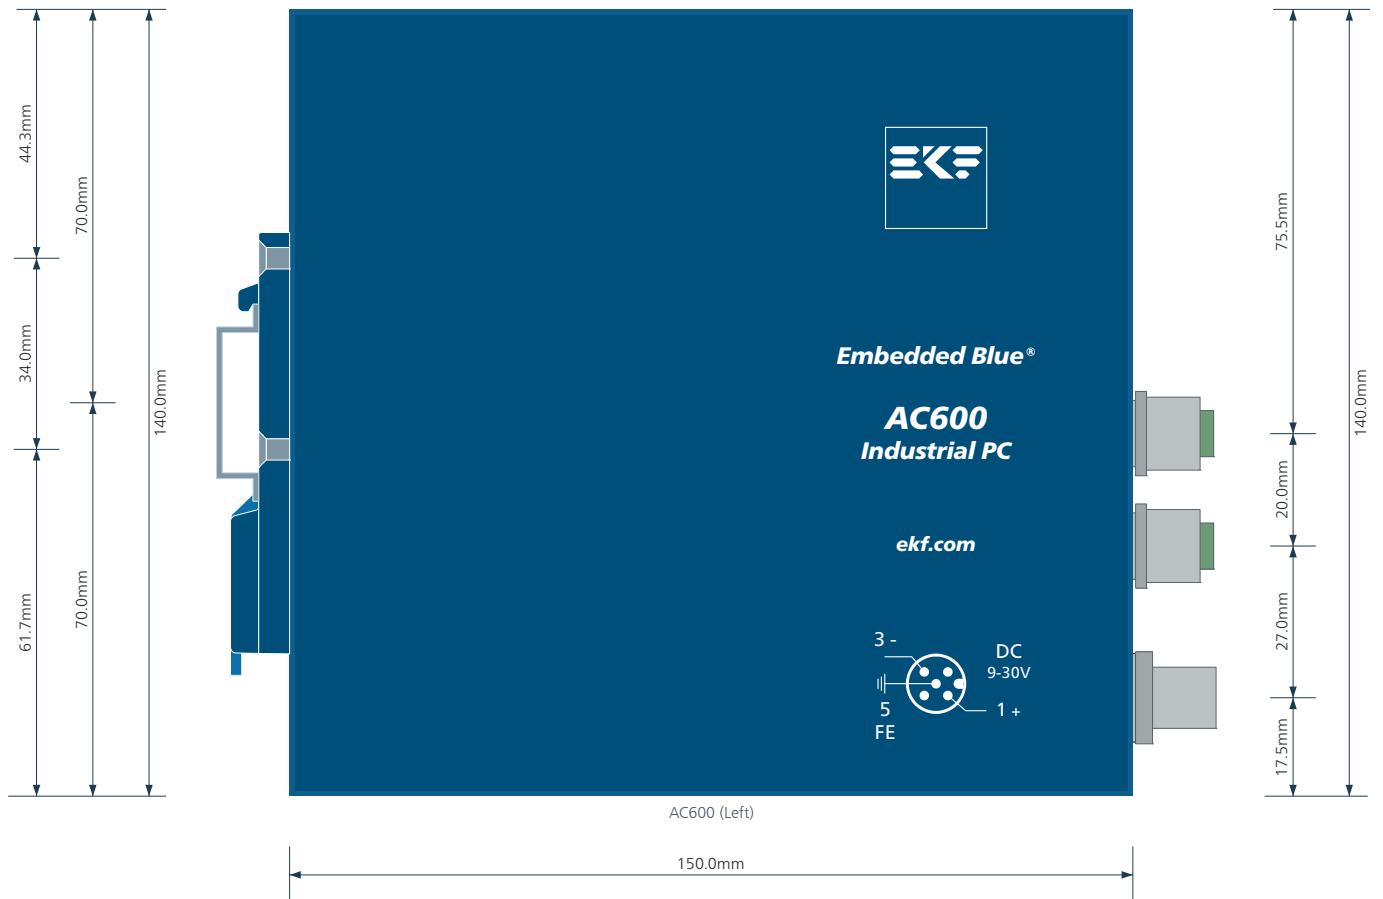 44.3mm
70.0mm
34.0mm
140.0mm
61.7mm
70.0mm
EKF
Embedded Blue®
AC600
Industrial PC
ekf.com
3 -
DC
9-30V
5
1 +
FE
75.5mm
140.0mm
20.0mm
27.0mm
17.5mm
AC600 (Left)
150.0mm